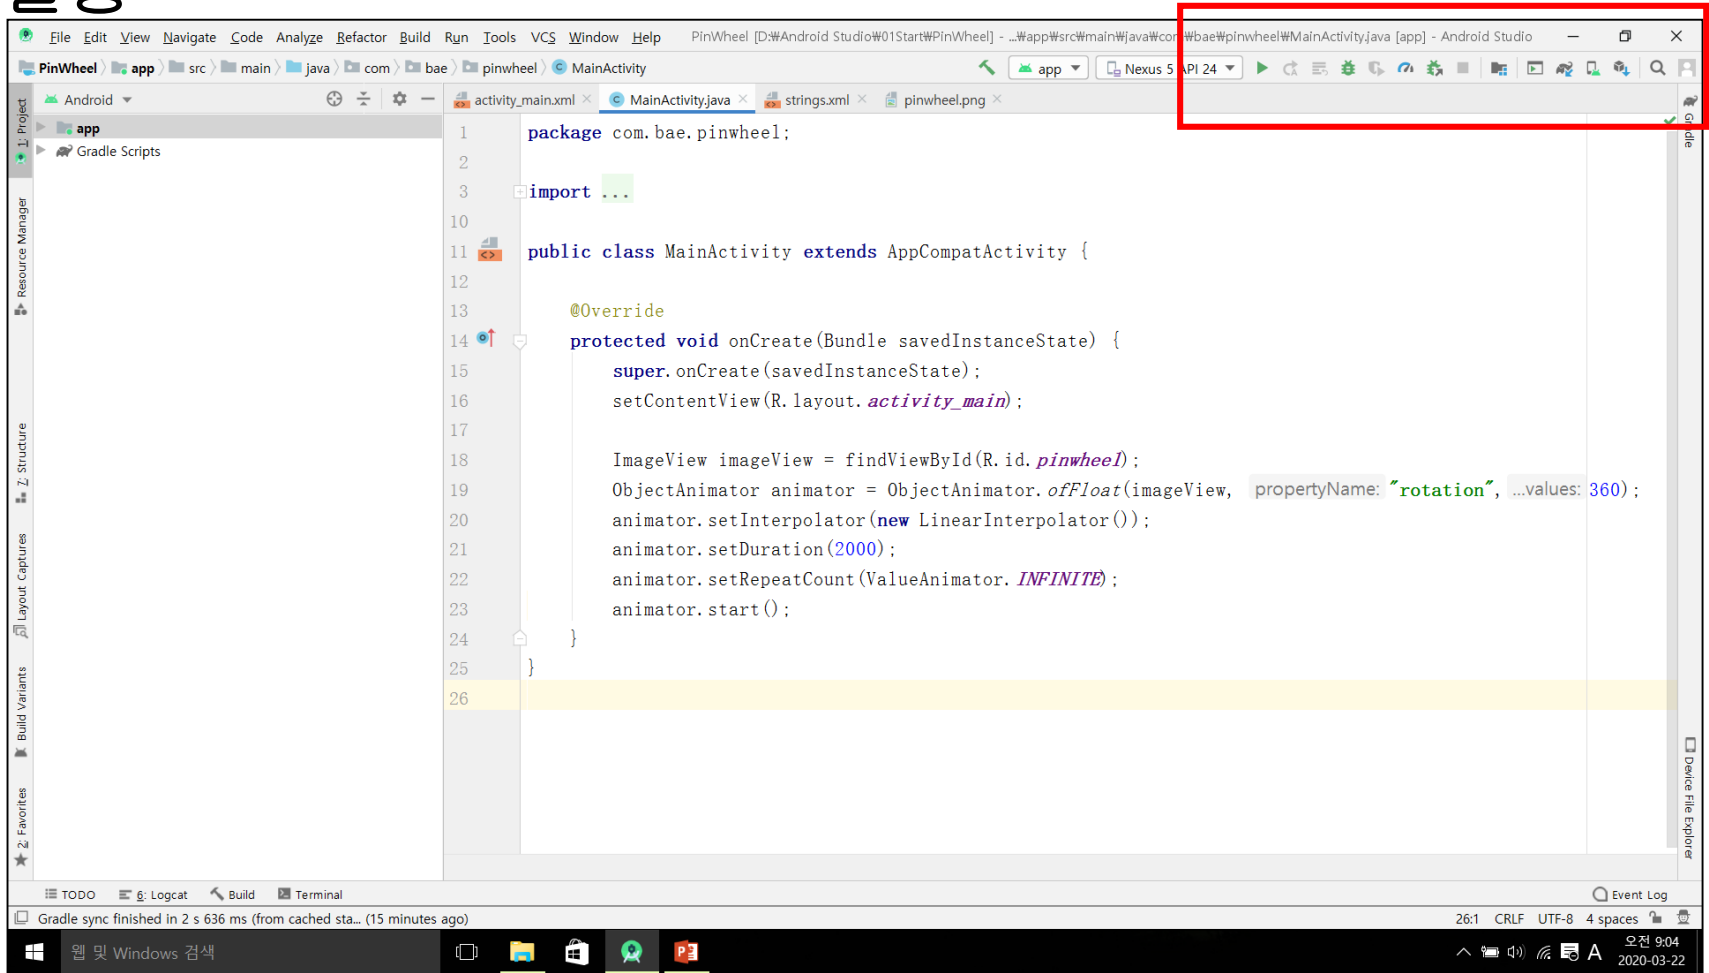 File Edit View Navigate Code Analyze Refactor Build Run Tools VCS Window Help PinWheel [D:₩Android Studio₩01Start₩PinWheel] - ...₩app₩src₩main₩java₩com₩bae₩pinwheel₩MainActivity.java [app] - Android Studio
PinWheel app src main java com bae pinwheel MainActivity app Nexus 5 API 24
Android activity_main.xml MainActivity.java strings.xml pinwheel.png
app
Gradle Scripts
1: Project
Resource Manager
Z: Structure
Layout Captures
Build Variants
2: Favorites
1 package com.bae.pinwheel;
2
3 import ...
10
11 public class MainActivity extends AppCompatActivity {
12
13 @Override
14 protected void onCreate(Bundle savedInstanceState) {
15 super.onCreate(savedInstanceState);
16 setContentView(R.layout.activity_main);
17
18 ImageView imageView = findViewById(R.id.pinwheel);
19 ObjectAnimator animator = ObjectAnimator.ofFloat(imageView, propertyName: "rotation", ...values: 360);
20 animator.setInterpolator(new LinearInterpolator());
21 animator.setDuration(2000);
22 animator.setRepeatCount(ValueAnimator.INFINITE);
23 animator.start();
24 }
25 }
26
Gradle
Device File Explorer
TODO 6: Logcat Build Terminal Event Log
Gradle sync finished in 2 s 636 ms (from cached sta... (15 minutes ago) 26:1 CRLF UTF-8 4 spaces
웹 및 Windows 검색 A 오전 9:04
2020-03-22